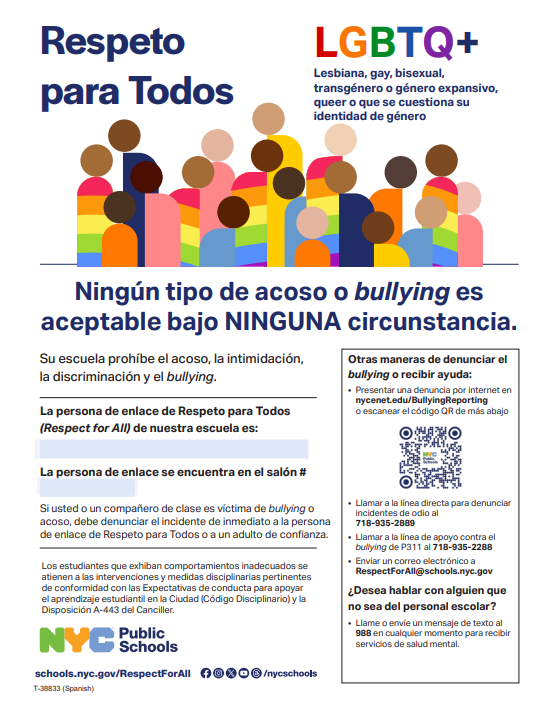 Respeto
para Todos
LGBTQ+
Lesbiana, gay, bisexual,
transgénero o género expansivo,
queer o que se cuestiona su
identidad de género
Ningún tipo de acoso o bullying es
aceptable bajo NINGUNA circunstancia.
Su escuela prohíbe el acoso, la intimidación,
la discriminación y el bullying.
La persona de enlace de Respeto para Todos
(Respect for All) de nuestra escuela es:
La persona de enlace se encuentra en el salón #
Si usted o un compañero de clase es víctima de bullying o
acoso, debe denunciar el incidente de inmediato a la persona
de enlace de Respeto para Todos o a un adulto de confianza.
Los estudiantes que exhiban comportamientos inadecuados se
atienen a las intervenciones y medidas disciplinarias pertinentes
de conformidad con las Expectativas de conducta para apoyar
el aprendizaje estudiantil en la Ciudad (Código Disciplinario) y la
Disposición A-443 del Canciller.
NYC Public
Schools
schools.nyc.gov/RespectForAll /nycschools
T-38833 (Spanish)
Otras maneras de denunciar el
bullying o recibir ayuda:
• Presentar una denuncia por internet en
nycenet.edu/BullyingReporting
o escanear el código QR de más abajo
NYC
Public
Schools
• Llamar a la línea directa para denunciar
incidentes de odio al
718-935-2889
• Llamar a la línea de apoyo contra el
bullying de P311 al 718-935-2288
• Enviar un correo electrónico a
RespectForAll@schools.nyc.gov
¿Desea hablar con alguien que
no sea del personal escolar?
• Llame o envíe un mensaje de texto al
988 en cualquier momento para recibir
servicios de salud mental.